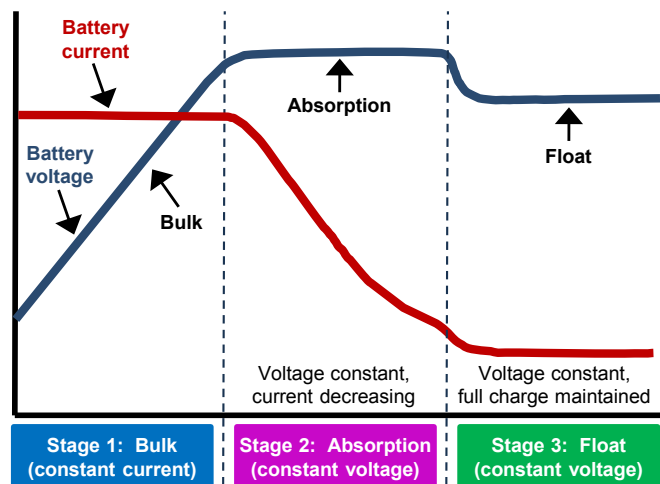 Battery
current
Absorption
Float
Battery
voltage
Bulk
Voltage constant,
current decreasing
Voltage constant,
full charge maintained
Stage 1: Bulk
(constant current)
Stage 2: Absorption
(constant voltage)
Stage 3: Float
(constant voltage)